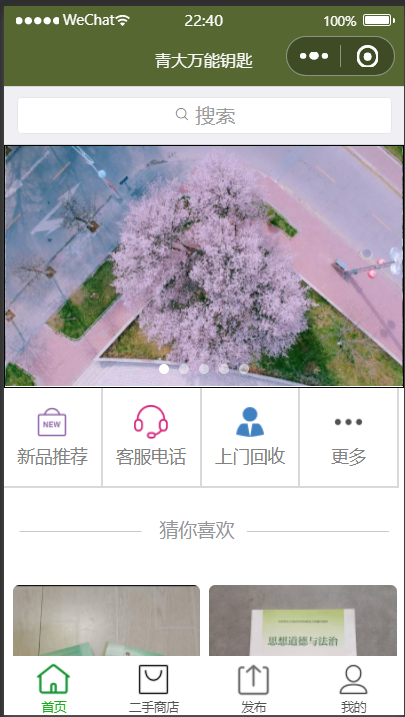 WeChat 22:40 100%
青大万能钥匙
搜索
NEW
新品推荐 客服电话 上门回收 更多
猜你喜欢
思想道德与法治
首页 二手商店 发布 我的